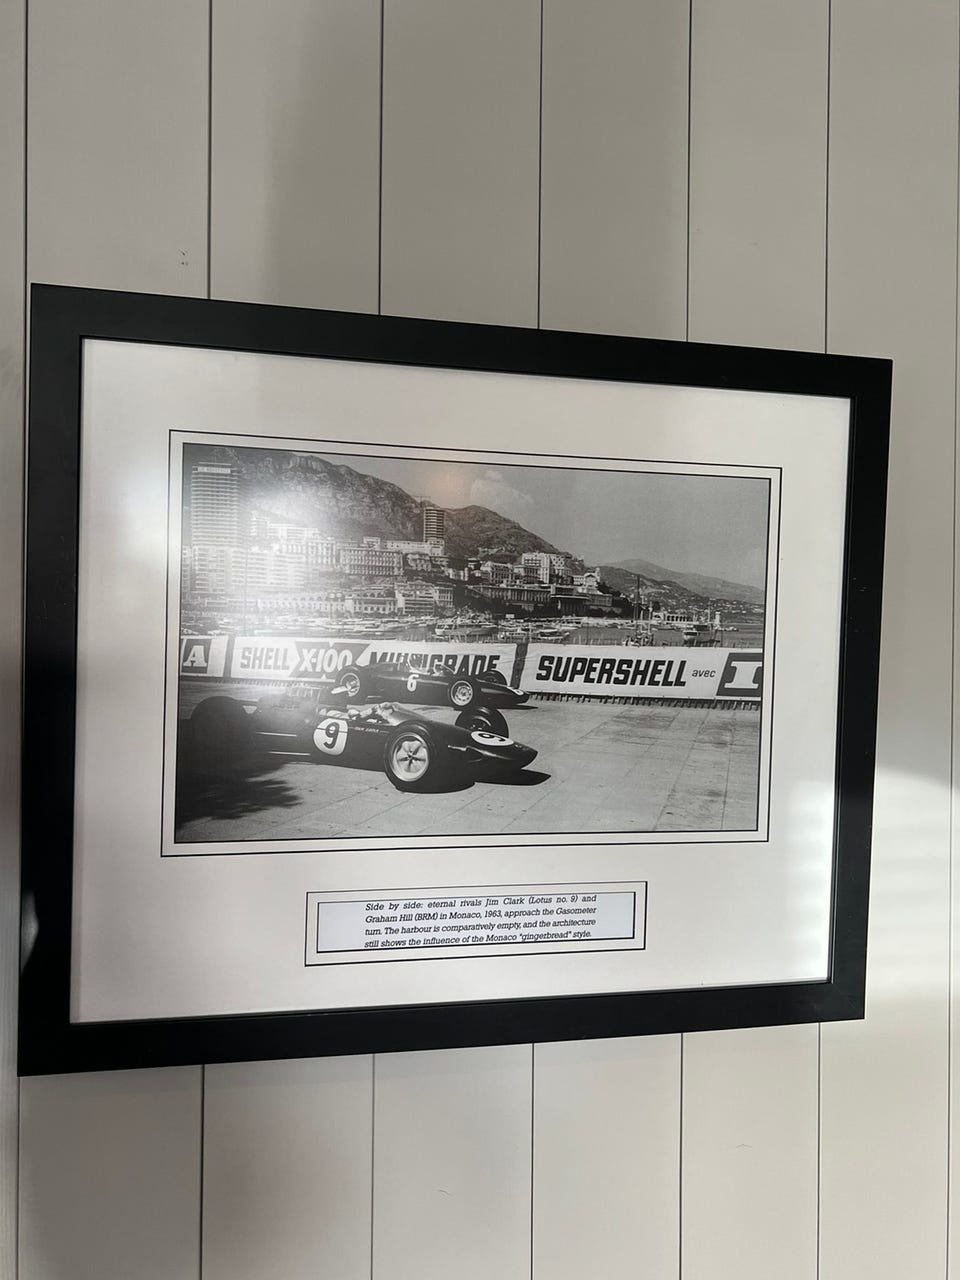 A SHELL X-100 MULTIGRADE SUPERSHELL avec I
6
9
9
Side by side: eternal rivals Jim Clark (Lotus no. 9) and
Graham Hill (BRM) in Monaco, 1963, approach the Gasometer
turn. The harbour is comparatively empty, and the architecture
still shows the influence of the Monaco "gingerbread" style.